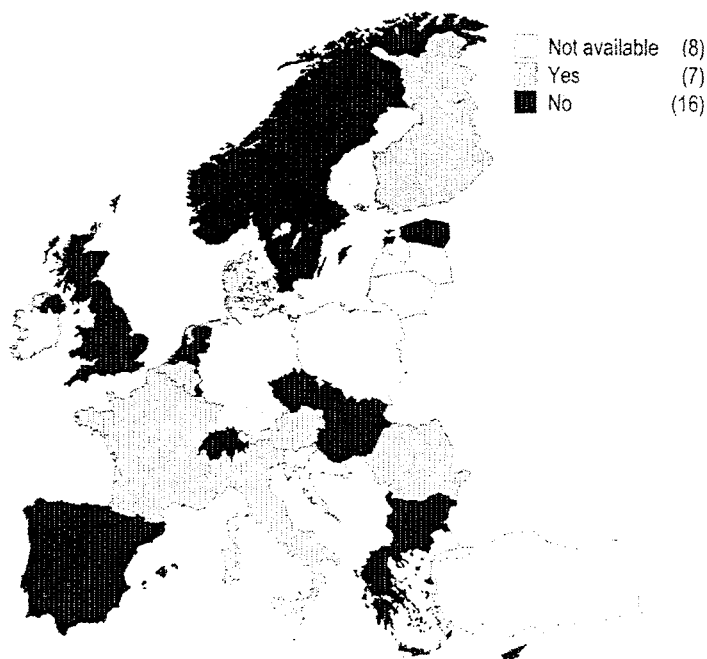 Not available (8)
Yes (7)
No (16)